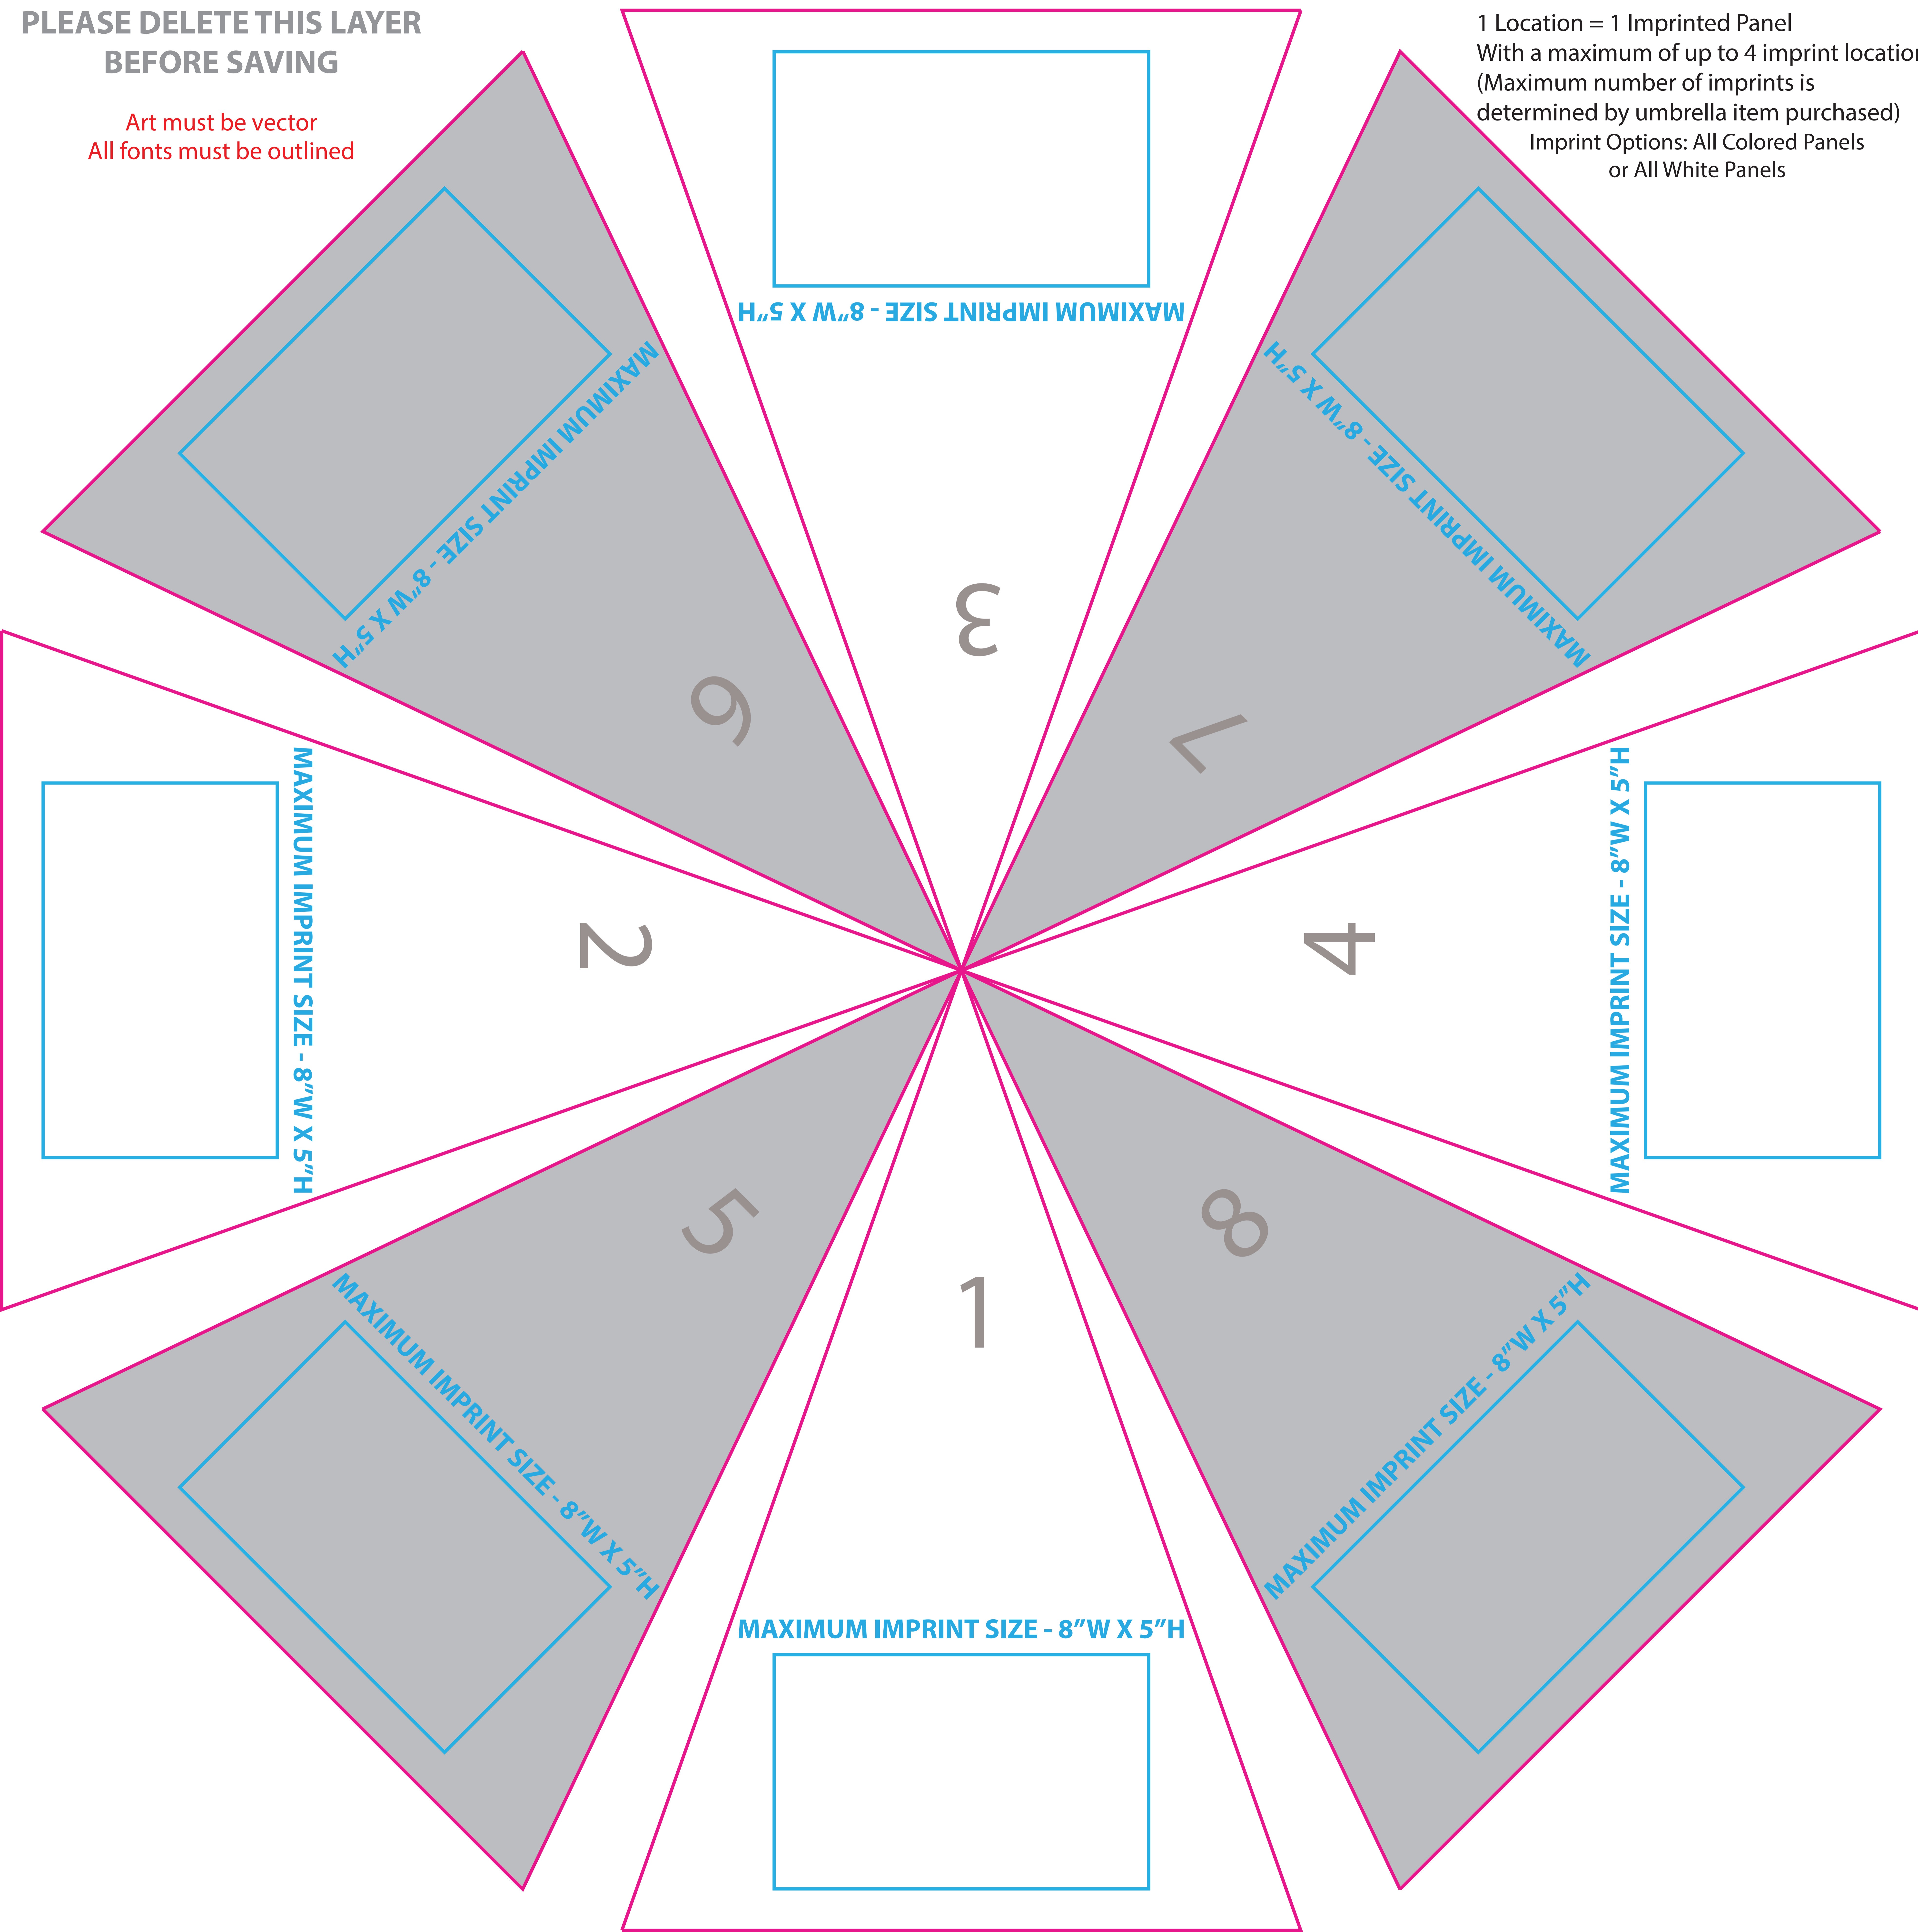 PLEASE DELETE THIS LAYER
BEFORE SAVING
Art must be vector
All fonts must be outlined
1 Location = 1 Imprinted Panel
With a maximum of up to 4 imprint locatio
(Maximum number of imprints is
determined by umbrella item purchased)
Imprint Options: All Colored Panels
or All White Panels
MAXIMUM IMPRINT SIZE - 8"W X 5"H
3
MAXIMUM IMPRINT SIZE - 8"W X 5"H
6
MAXIMUM IMPRINT SIZE - 8"W X 5"H
7
MAXIMUM IMPRINT SIZE - 8"W X 5"H
2
4
MAXIMUM IMPRINT SIZE - 8"W X 5"H
5
MAXIMUM IMPRINT SIZE - 8"W X 5"H
8
MAXIMUM IMPRINT SIZE - 8"W X 5"H
1
MAXIMUM IMPRINT SIZE - 8"W X 5"H